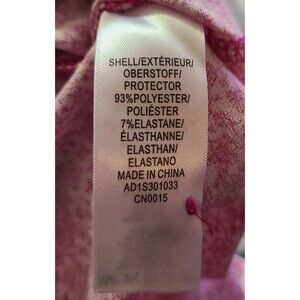 SHELL/EXTÉRIEUR/
OBERSTOFF/
PROTECTOR
93%POLYESTER/
POLIÉSTER
7%ELASTANE/
ÉLASTHANNE/
ELASTHAN/
ELASTANO
MADE IN CHINA
AD1S301033
CN0015